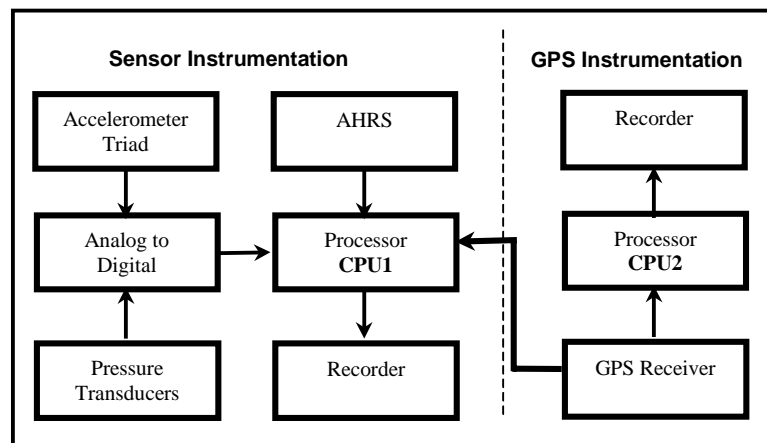 Sensor Instrumentation
GPS Instrumentation
Accelerometer
Triad
AHRS
Recorder
Analog to
Digital
Processor
CPU1
Processor
CPU2
Pressure
Transducers
Recorder
GPS Receiver